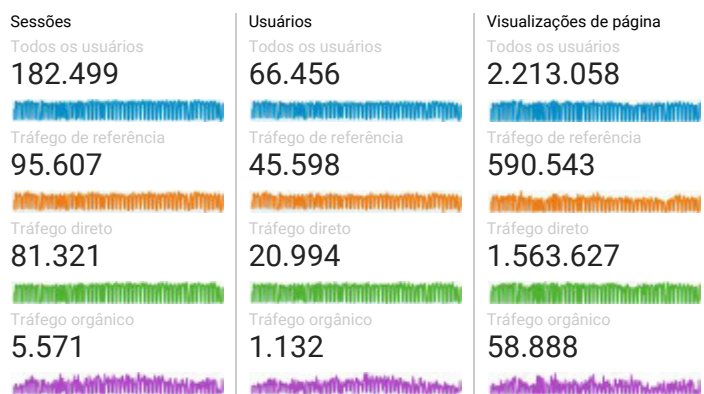 Sessões
Todos os usuários
182.499
Tráfego de referência
95.607
Tráfego direto
81.321
Tráfego orgânico
5.571
Usuários
Todos os usuários
66.456
Tráfego de referência
45.598
Tráfego direto
20.994
Tráfego orgânico
1.132
Visualizações de página
Todos os usuários
2.213.058
Tráfego de referência
590.543
Tráfego direto
1.563.627
Tráfego orgânico
58.888